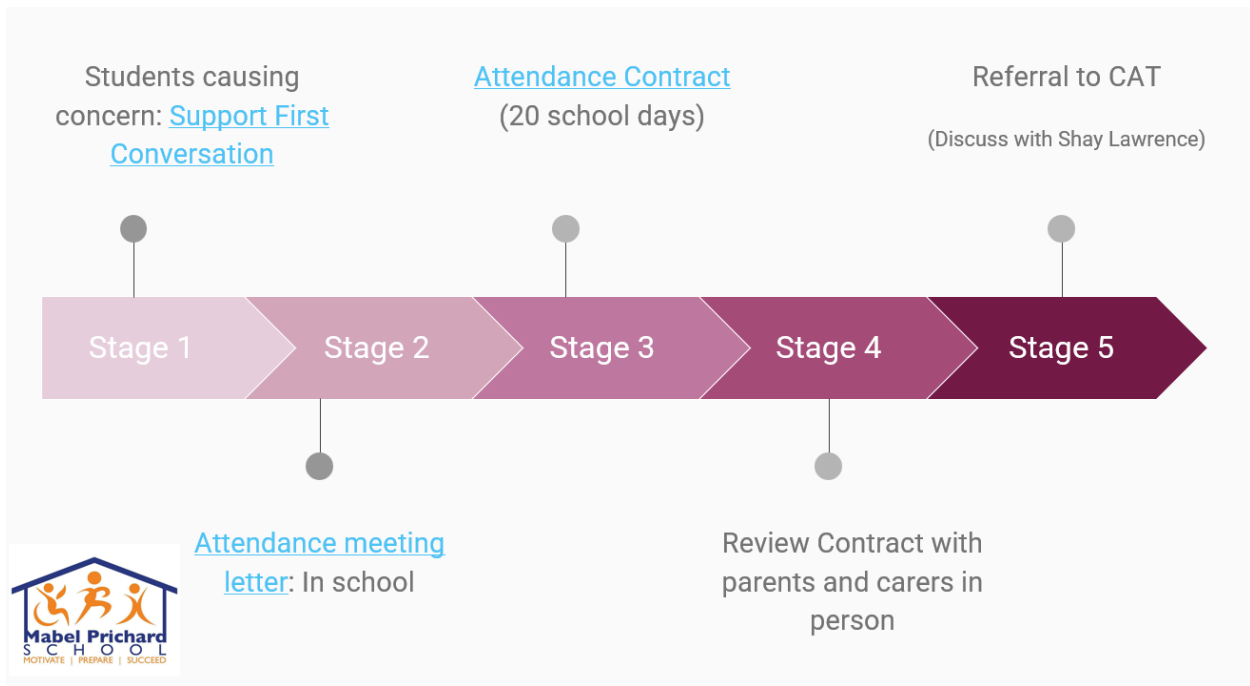 Students causing
concern: Support First
Conversation
Attendance Contract
(20 school days)
Referral to CAT
(Discuss with Shay Lawrence)
Stage 1
Stage 2
Stage 3
Stage 4
Stage 5
Attendance meeting
letter: In school
Review Contract with
parents and carers in
person
Mabel Prichard
SCHOOL
MOTIVATE | PREPARE | SUCCEED